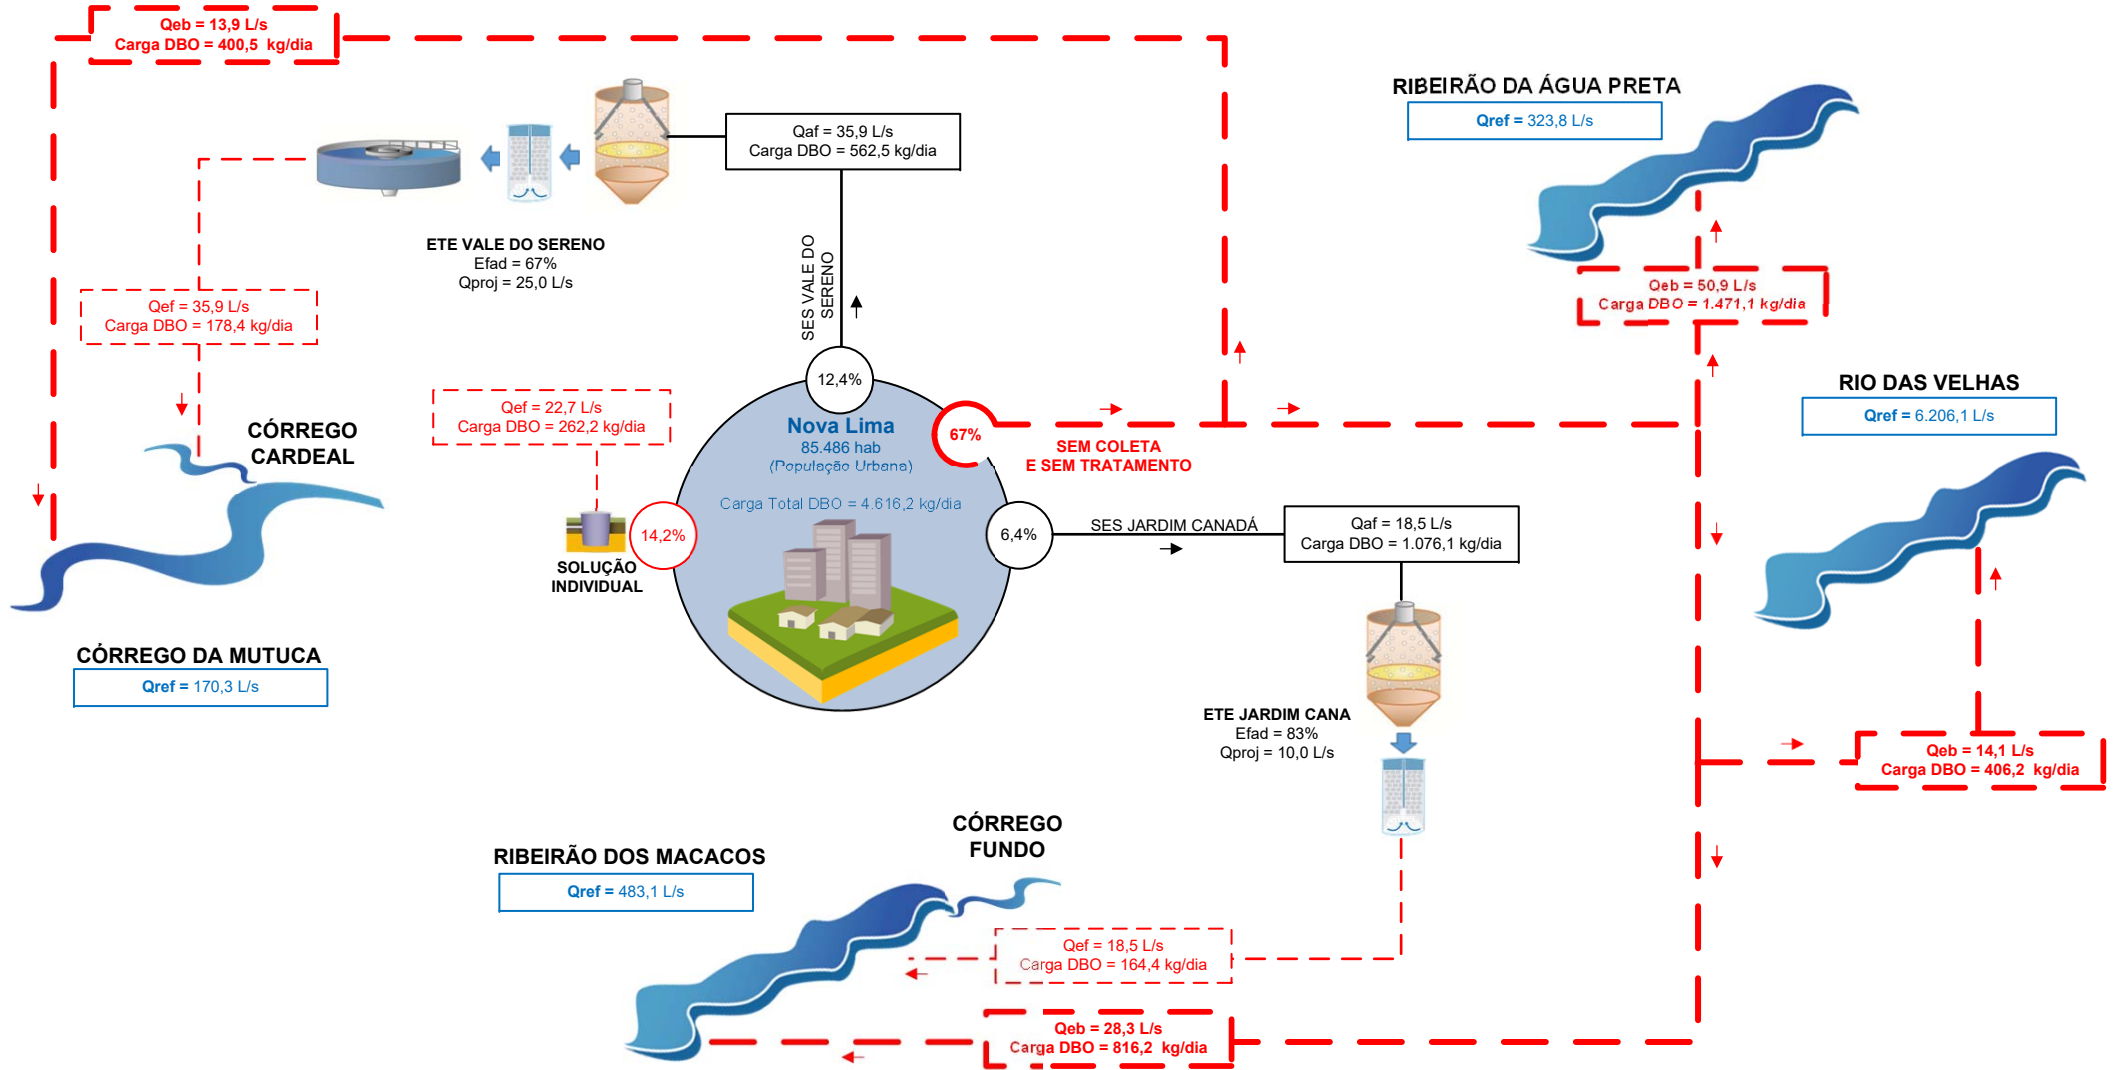 Qeb = 13,9 L/s
Carga DBO = 400,5 kg/dia
RIBEIRÃO DA ÁGUA PRETA
Qref = 323,8 L/s
Qaf = 35,9 L/s
Carga DBO = 562,5 kg/dia
ETE VALE DO SERENO
Efad = 67%
Qproj = 25,0 L/s
SES VALE DO
SERENO
Qef = 35,9 L/s
Carga DBO = 178,4 kg/dia
Qeb = 50,9 L/s
Carga DBO = 1.471,1 kg/dia
RIO DAS VELHAS
Qref = 6.206,1 L/s
12,4%
Qef = 22,7 L/s
Carga DBO = 262,2 kg/dia
Nova Lima
85.486 hab
(População Urbana)
Carga Total DBO = 4.616,2 kg/dia
67%
SEM COLETA
E SEM TRATAMENTO
CÓRREGO
CARDEAL
14,2%
SOLUÇÃO
INDIVIDUAL
6,4%
SES JARDIM CANADÁ
Qaf = 18,5 L/s
Carga DBO = 1.076,1 kg/dia
CÓRREGO DA MUTUCA
Qref = 170,3 L/s
ETE JARDIM CANA
Efad = 83%
Qproj = 10,0 L/s
Qeb = 14,1 L/s
Carga DBO = 406,2 kg/dia
CÓRREGO
FUNDO
RIBEIRÃO DOS MACACOS
Qref = 483,1 L/s
Qef = 18,5 L/s
Carga DBO = 164,4 kg/dia
Qeb = 28,3 L/s
Carga DBO = 816,2 kg/dia